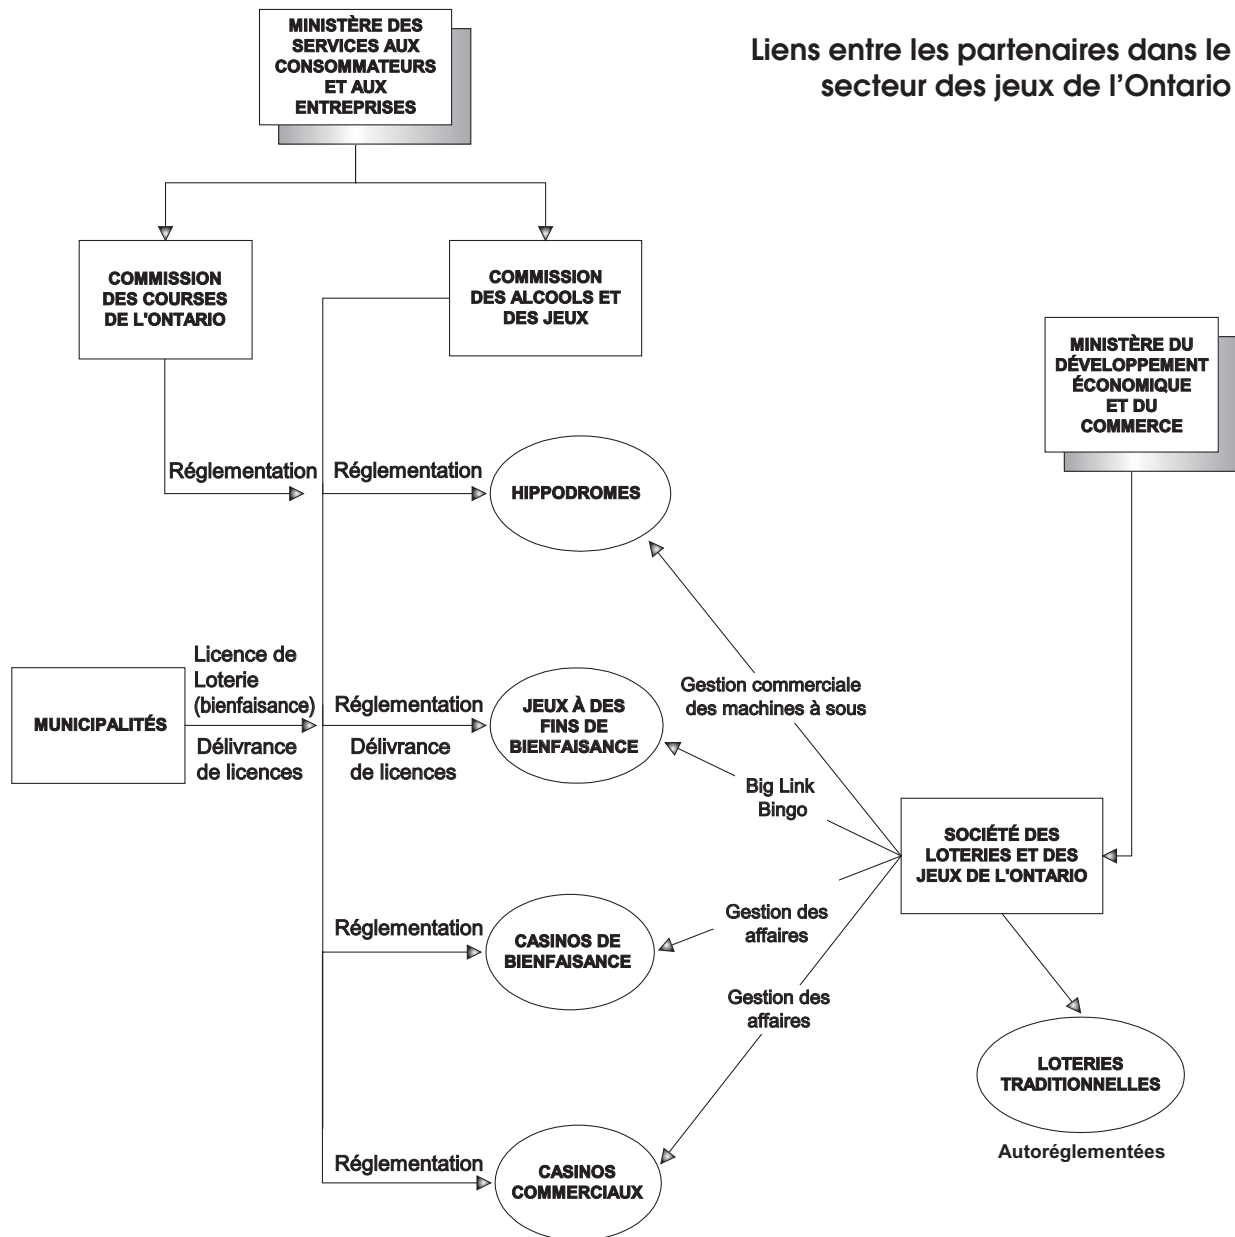 MINISTÈRE DES
SERVICES AUX
CONSOMMATEURS
ET AUX
ENTREPRISES
Liens entre les partenaires dans le
secteur des jeux de l'Ontario
COMMISSION
DES COURSES
DE L'ONTARIO
COMMISSION
DES ALCOOLS ET
DES JEUX
MINISTÈRE DU
DÉVELOPPEMENT
ÉCONOMIQUE
ET DU
COMMERCE
Réglementation
Réglementation
HIPPODROMES
MUNICIPALITÉS
Licence de
Loterie
(bienfaisance)
Délivrance
de licences
Réglementation
Délivrance
de licences
JEUX À DES
FINS DE
BIENFAISANCE
Gestion commerciale
des machines à sous
Big Link
Bingo
SOCIÉTÉ DES
LOTERIES ET DES
JEUX DE L'ONTARIO
Réglementation
CASINOS DE
BIENFAISANCE
Gestion des
affaires
Gestion des
affaires
LOTERIES
TRADITIONNELLES
Autoréglementées
Réglementation
CASINOS
COMMERCIAUX